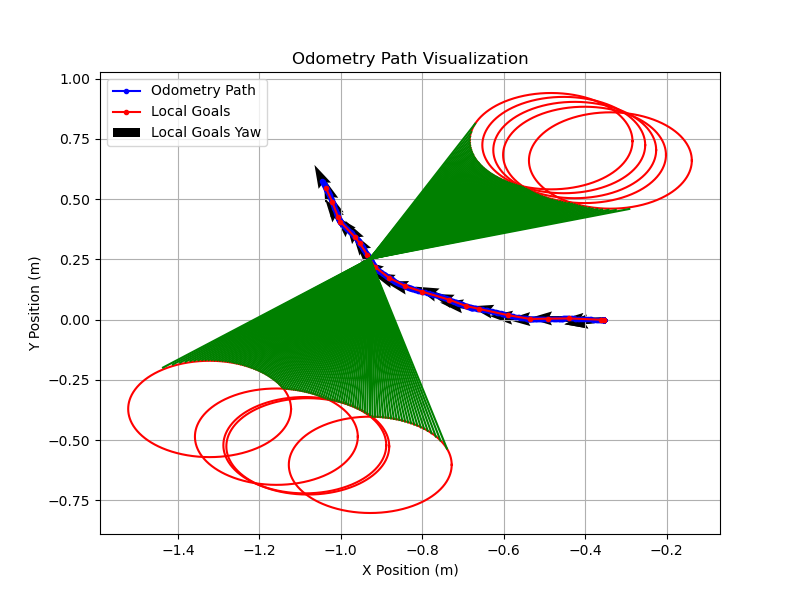 Odometry Path Visualization
Odometry Path
Local Goals
Local Goals Yaw
Y Position (m)
1.00
0.75
0.50
0.25
0.00
−0.25
−0.50
−0.75
−1.4 −1.2 −1.0 −0.8 −0.6 −0.4 −0.2
X Position (m)